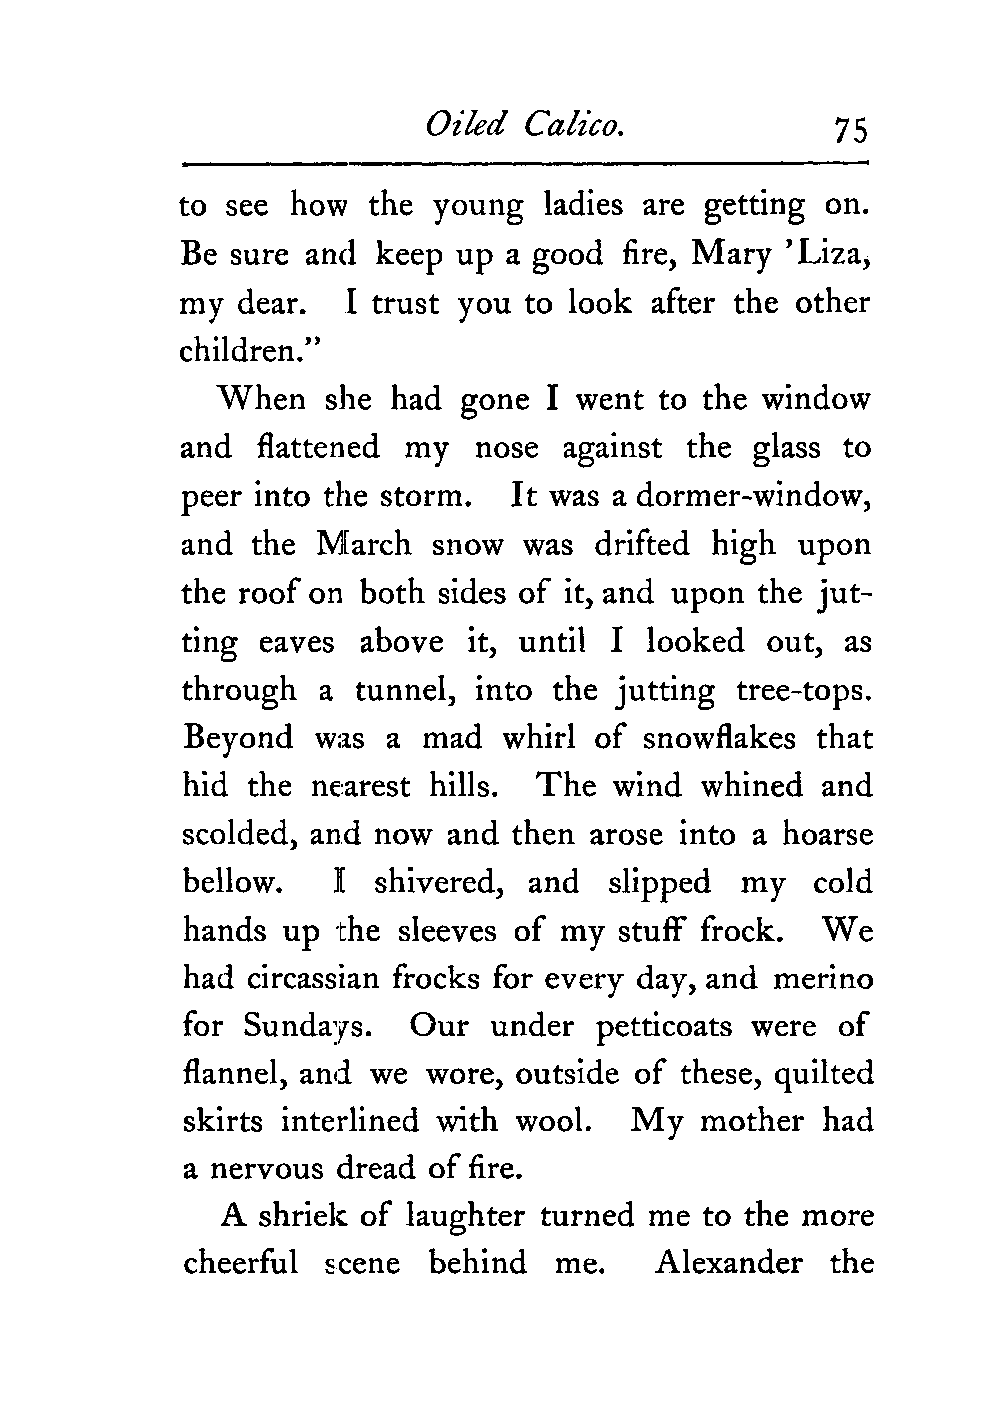 Oiled Calico. 75
to see how the young ladies are getting on.
Be sure and keep up a good fire, Mary 'Liza,
my dear. I trust you to look after the other
children."
When she had gone I went to the window
and flattened my nose against the glass to
peer into the storm. It was a dormer-window,
and the March snow was drifted high upon
the roof on both sides of it, and upon the jut-
ting eaves above it, until I looked out, as
through a tunnel, into the jutting tree-tops.
Beyond was a mad whirl of snowflakes that
hid the nearest hills. The wind whined and
scolded, and now and then arose into a hoarse
bellow. I shivered, and slipped my cold
hands up the sleeves of my stuff frock. We
had circassian frocks for every day, and merino
for Sundays. Our under petticoats were of
flannel, and we wore, outside of these, quilted
skirts interlined with wool. My mother had
a nervous dread of fire.
A shriek of laughter turned me to the more
cheerful scene behind me. Alexander the